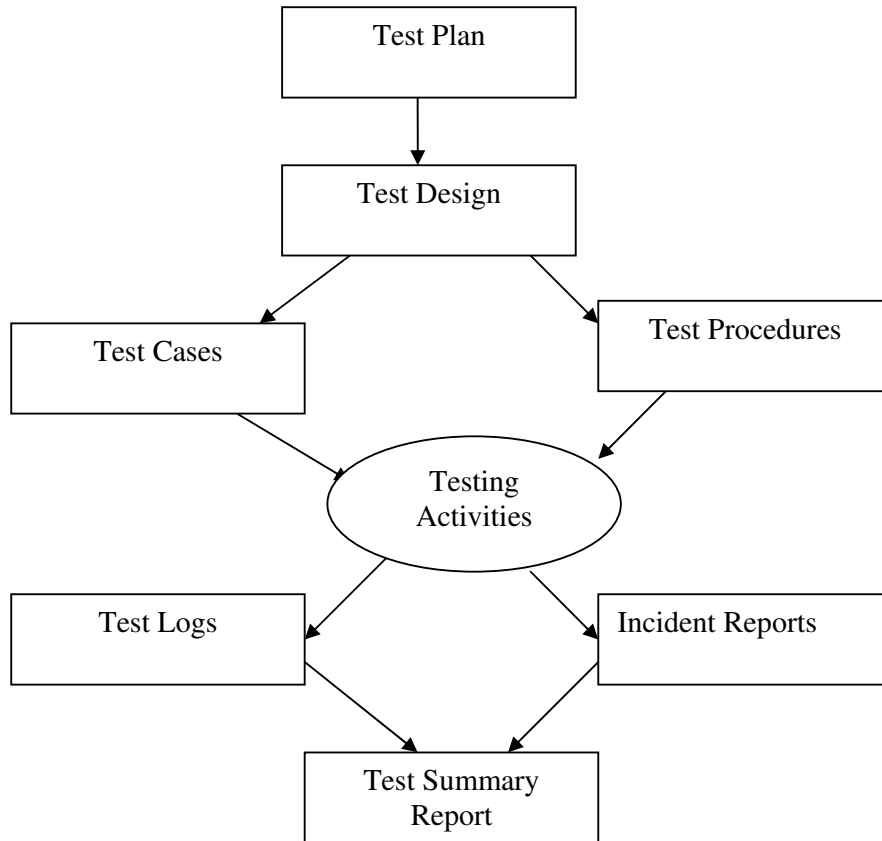 Test Plan
Test Design
Test Cases
Test Procedures
Testing
Activities
Test Logs
Incident Reports
Test Summary
Report